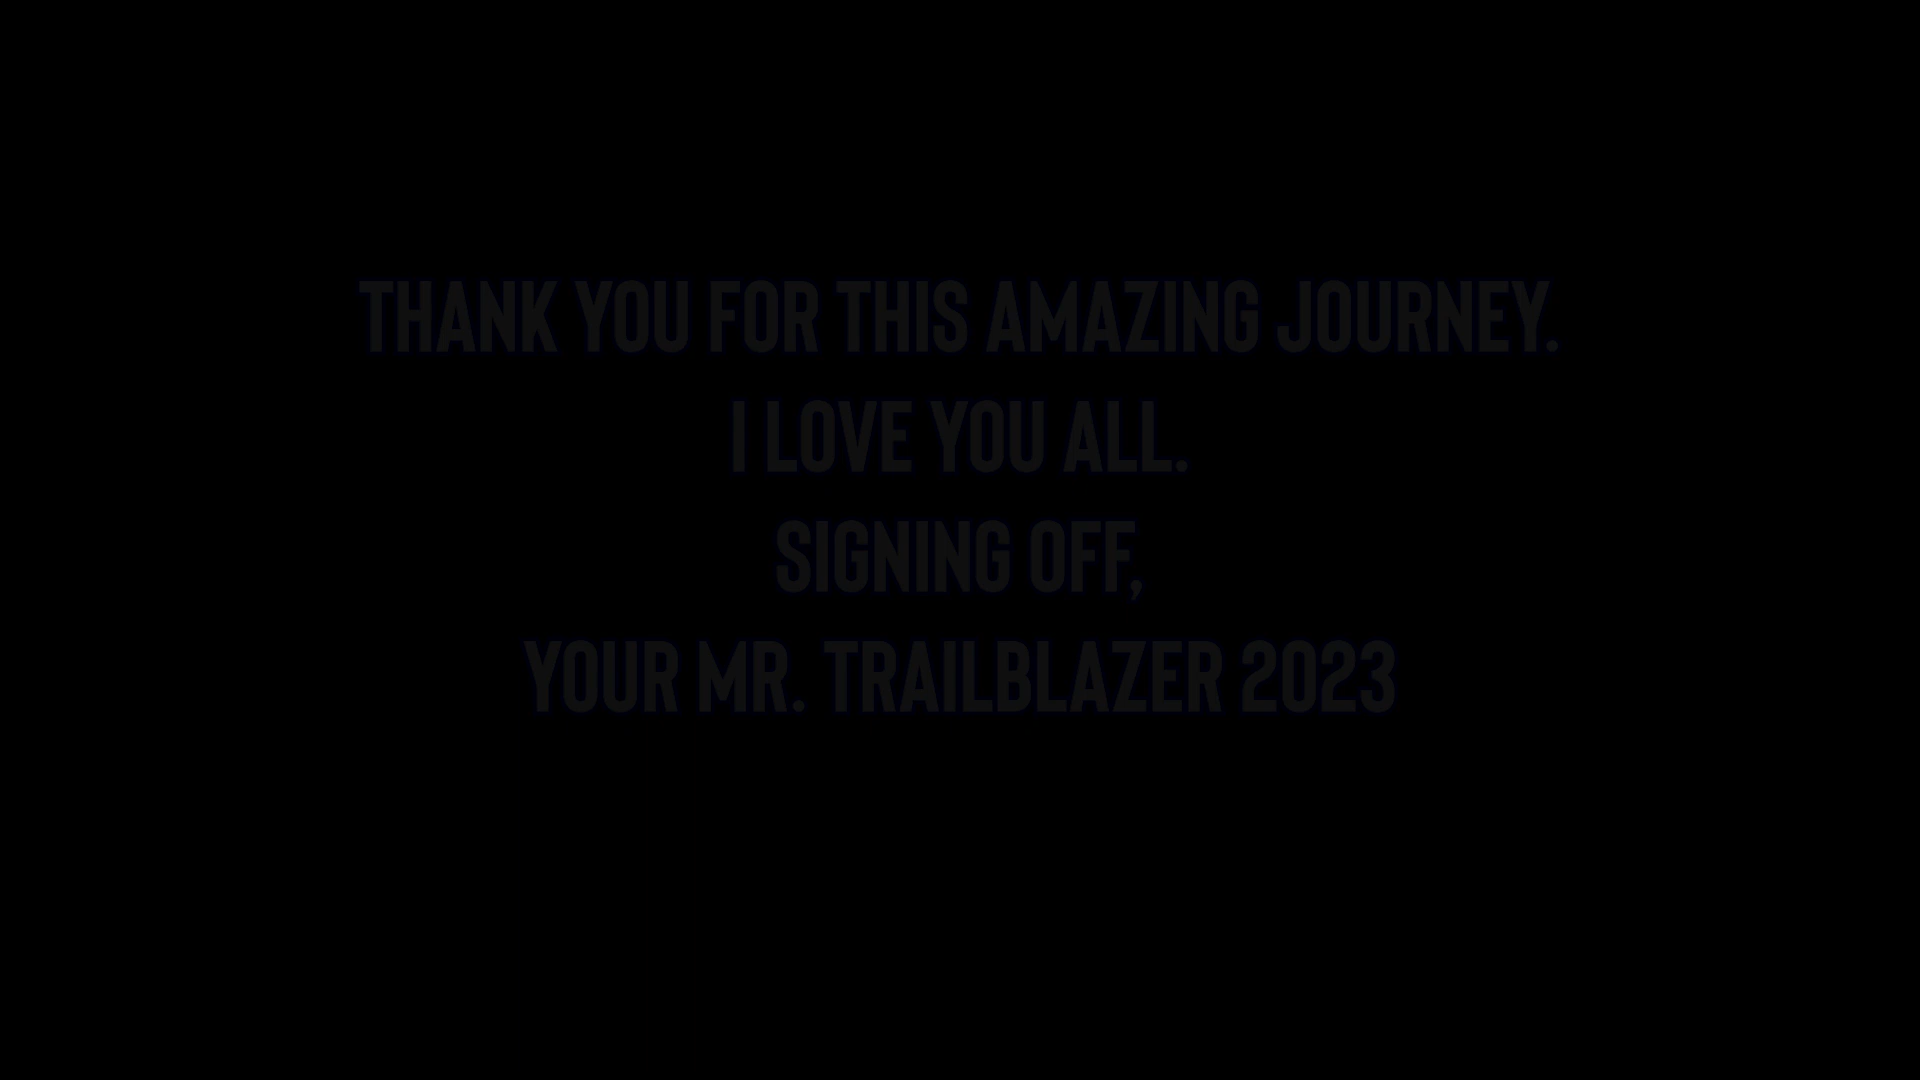 THANK YOU FOR THIS AMAZING JOURNEY.
I LOVE YOU ALL.
SIGNING OFF,
YOUR MR. TRAILBLAZER 2023